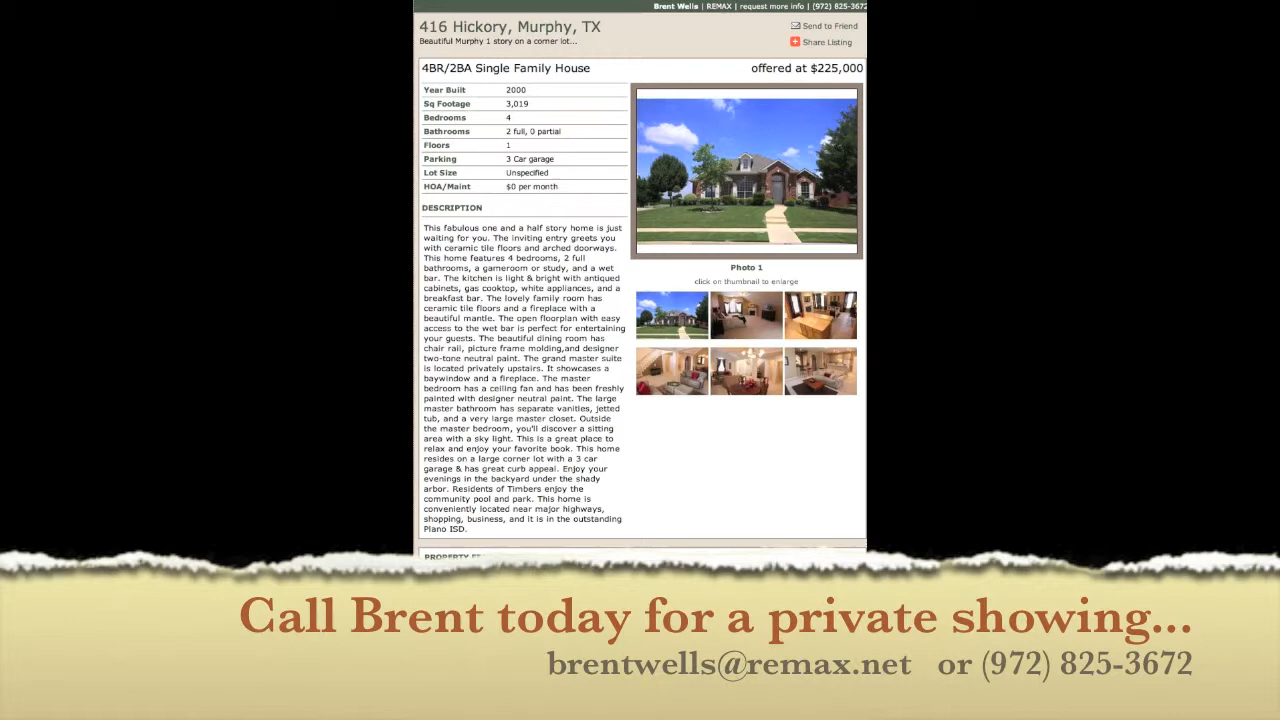 Brent Wells | REMAX | request more info | (972) 825-3672
416 Hickory, Murphy, TX
Send to Friend
Beautiful Murphy 1 story on a corner lot...
Share Listing
4BR/2BA Single Family House
offered at $225,000
Year Built 2000
Sq Footage 3,019
Bedrooms 4
Bathrooms 2 full, 0 partial
Floors 1
Parking 3 Car garage
Lot Size Unspecified
HOA/Maint $0 per month
DESCRIPTION
This fabulous one and a half story home is just
waiting for you. The inviting entry greets you
with ceramic tile floors and arched doorways.
This home features 4 bedrooms, 2 full
bathrooms, a gameroom or study, and a wet
bar. The kitchen is light & bright with antiqued
cabinets, gas cooktop, white appliances, and a
breakfast bar. The lovely family room has
ceramic tile floors and a fireplace with a
beautiful mantle. The open floorplan with easy
access to the wet bar is perfect for entertaining
your guests. The beautiful dining room has
chair rail, picture frame molding,and designer
two-tone neutral paint. The grand master suite
is located privately upstairs. It showcases a
baywindow and a fireplace. The master
bedroom has a ceiling fan and has been freshly
painted with designer neutral paint. The large
master bathroom has separate vanities, jetted
tub, and a very large master closet. Outside
the master bedroom, you'll discover a sitting
area with a sky light. This is a great place to
relax and enjoy your favorite book. This home
resides on a large corner lot with a 3 car
garage & has great curb appeal. Enjoy your
evenings in the backyard under the shady
arbor. Residents of Timbers enjoy the
community pool and park. This home is
conveniently located near major highways,
shopping, business, and it is in the outstanding
Plano ISD.
Photo 1
click on thumbnail to enlarge
PROPERTY
Call Brent today for a private showing...
brentwells@remax.net or (972) 825-3672